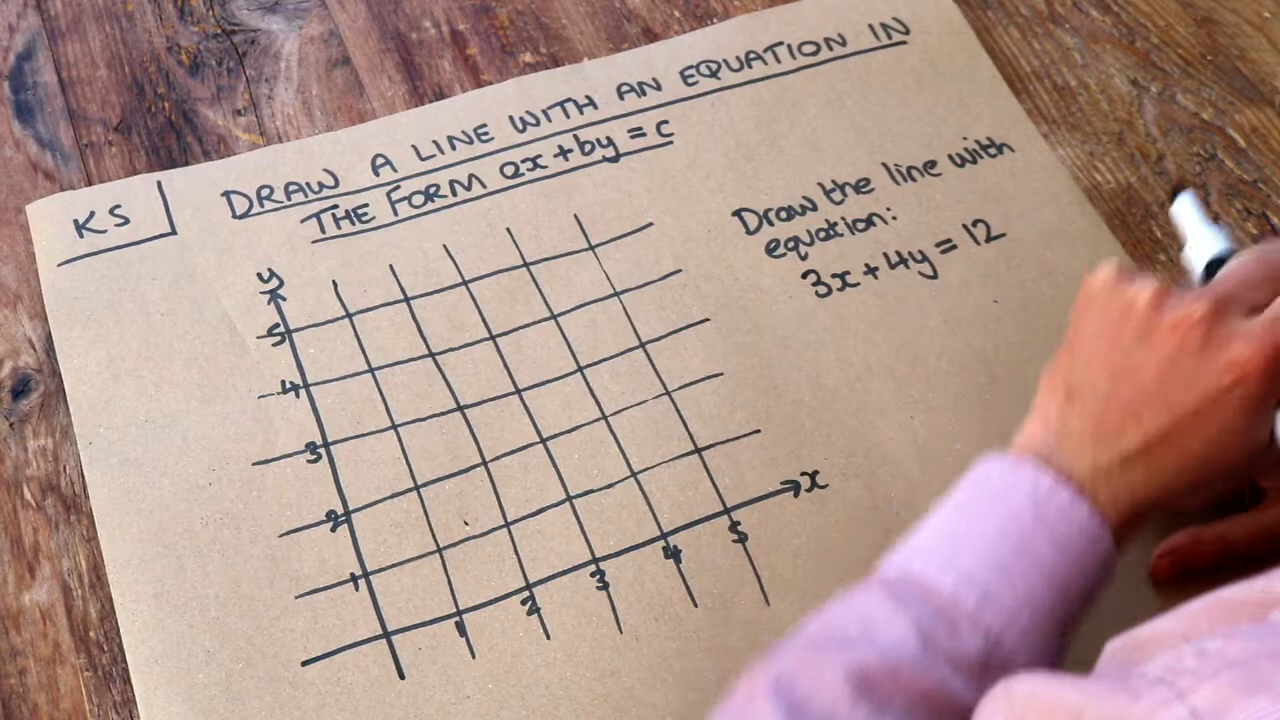 DRAW A LINE WITH AN EQUATION IN
THE FORM ax+by=c
KS
Draw the line with
equation:
3x+4y=12
y
5
4
3
2
1
1
2
3
4
5
x